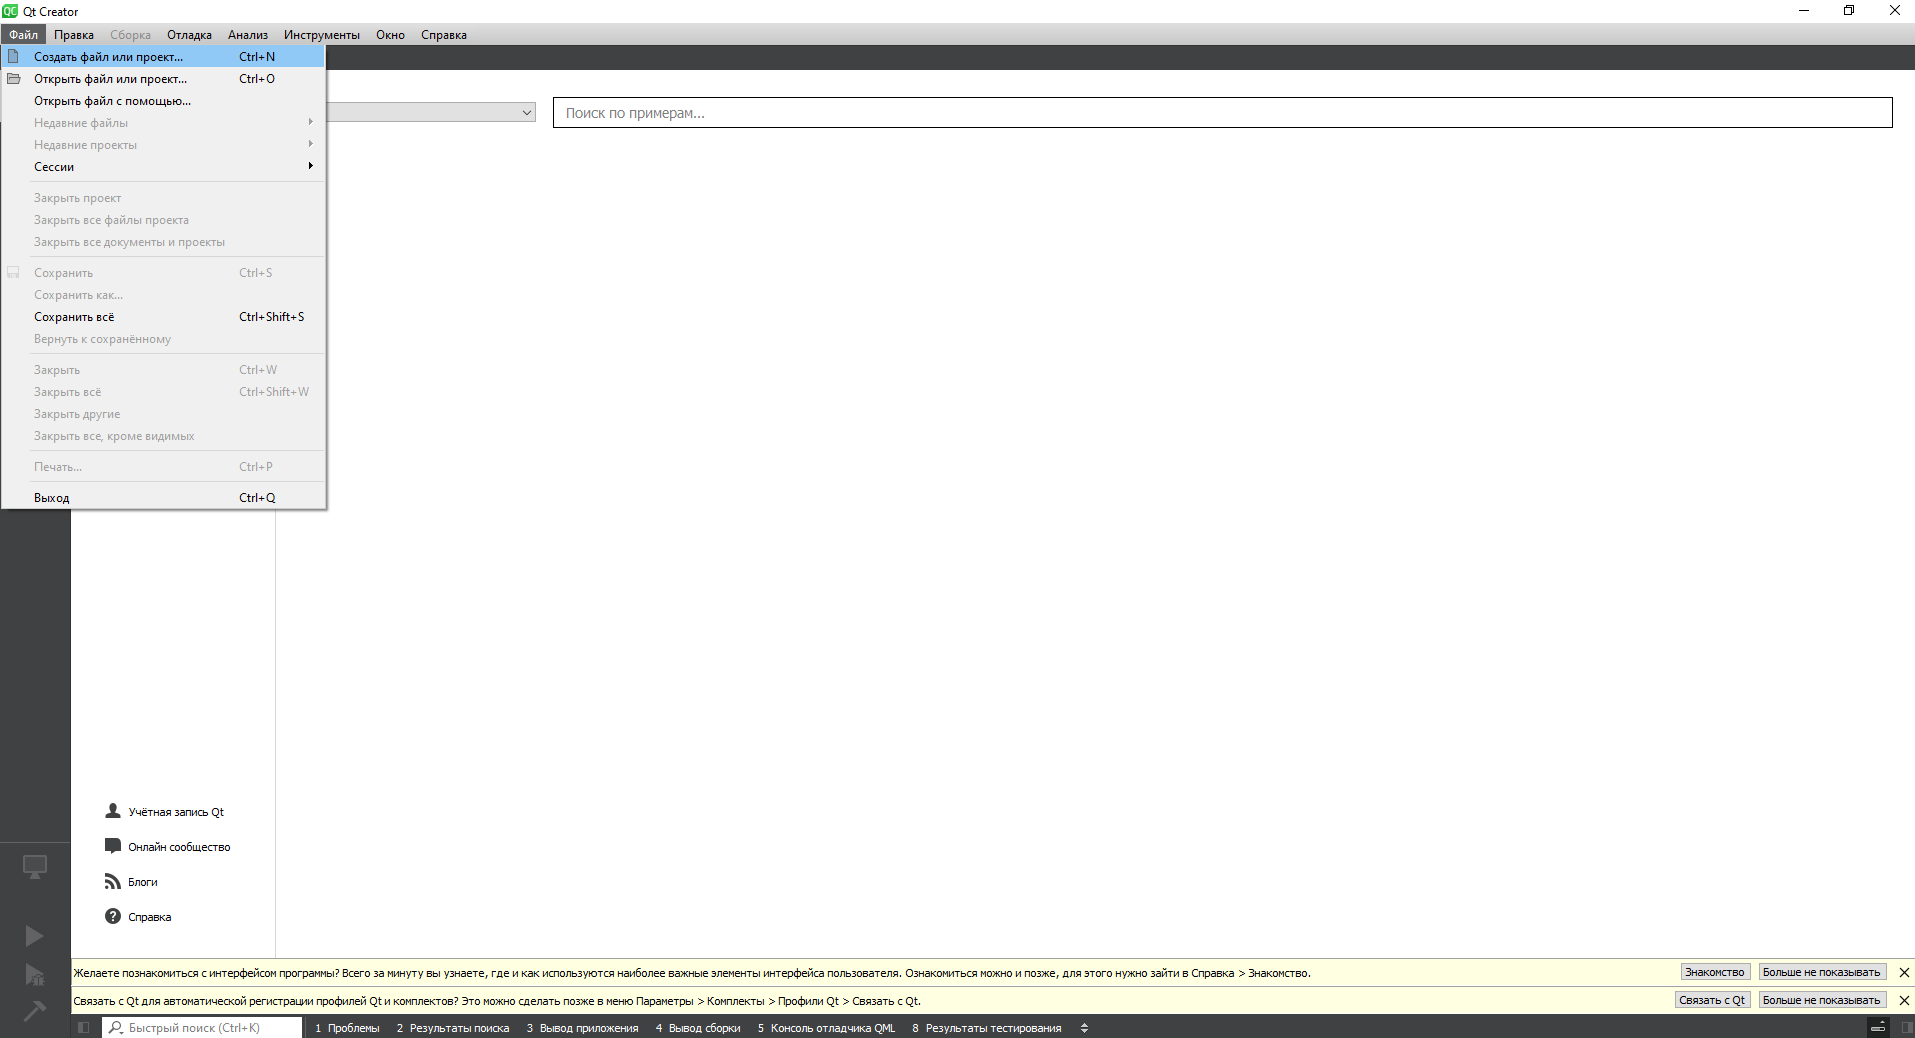 QC Qt Creator
Файл Правка Сборка Отладка Анализ Инструменты Окно Справка
Создать файл или проект... Ctrl+N
Открыть файл или проект... Ctrl+O
Открыть файл с помощью...
Поиск по примерам...
Недавние файлы
Недавние проекты
Сессии
Закрыть проект
Закрыть все файлы проекта
Закрыть все документы и проекты
Сохранить Ctrl+S
Сохранить как...
Сохранить всё Ctrl+Shift+S
Вернуть к сохранённому
Закрыть Ctrl+W
Закрыть всё Ctrl+Shift+W
Закрыть другие
Закрыть все, кроме видимых
Печать... Ctrl+P
Выход Ctrl+Q
Учётная запись Qt
Онлайн сообщество
Блоги
Справка
Желаете познакомиться с интерфейсом программы? Всего за минуту вы узнаете, где и как используются наиболее важные элементы интерфейса пользователя. Ознакомиться можно и позже, для этого нужно зайти в Справка > Знакомство. Знакомство Больше не показывать
Связать с Qt для автоматической регистрации профилей Qt и комплектов? Это можно сделать позже в меню Параметры > Комплекты > Профили Qt > Связать с Qt. Связать с Qt Больше не показывать
Быстрый поиск (Ctrl+K) 1 Проблемы 2 Результаты поиска 3 Вывод приложения 4 Вывод сборки 5 Консоль отладчика QML 8 Результаты тестирования